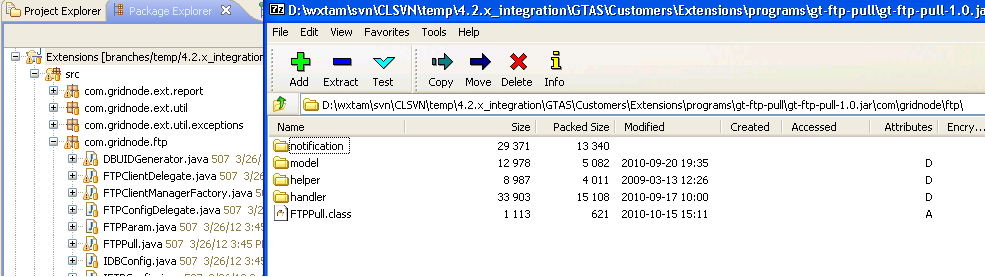 Project Explorer
Package Explorer
Extensions [branches/temp/4.2.x_integration
src
com.gridnode.ext.report
com.gridnode.ext.util
com.gridnode.ext.util.exceptions
com.gridnode.ftp
DBUIDGenerator.java 507 3/26/
FTPClientDelegate.java 507 3/2
FTPClientManagerFactory.java
FTPConfigDelegate.java 507 3/
FTPParam.java 507 3/26/12 3:
FTPPull.java 507 3/26/12 3:45 P
IDBConfig.java 507 3/26/12 3:4
D:\wxtam\svn\CLSVN\temp\4.2.x_integration\GTAS\Customers\Extensions\programs\gt-ftp-pull\gt-ftp-pull-1.0.ja
File Edit View Favorites Tools Help
Add Extract Test Copy Move Delete Info
D:\wxtam\svn\CLSVN\temp\4.2.x_integration\GTAS\Customers\Extensions\programs\gt-ftp-pull\gt-ftp-pull-1.0.jar\com\gridnode\ftp\
Name Size Packed Size Modified Created Accessed Attributes Encry...
notification 29 371 13 340
model 12 978 5 082 2010-09-20 19:35 D
helper 8 987 4 011 2009-03-13 12:26 D
handler 33 903 15 108 2010-09-17 10:00 D
FTPPull.class 1 113 621 2010-10-15 15:11 A